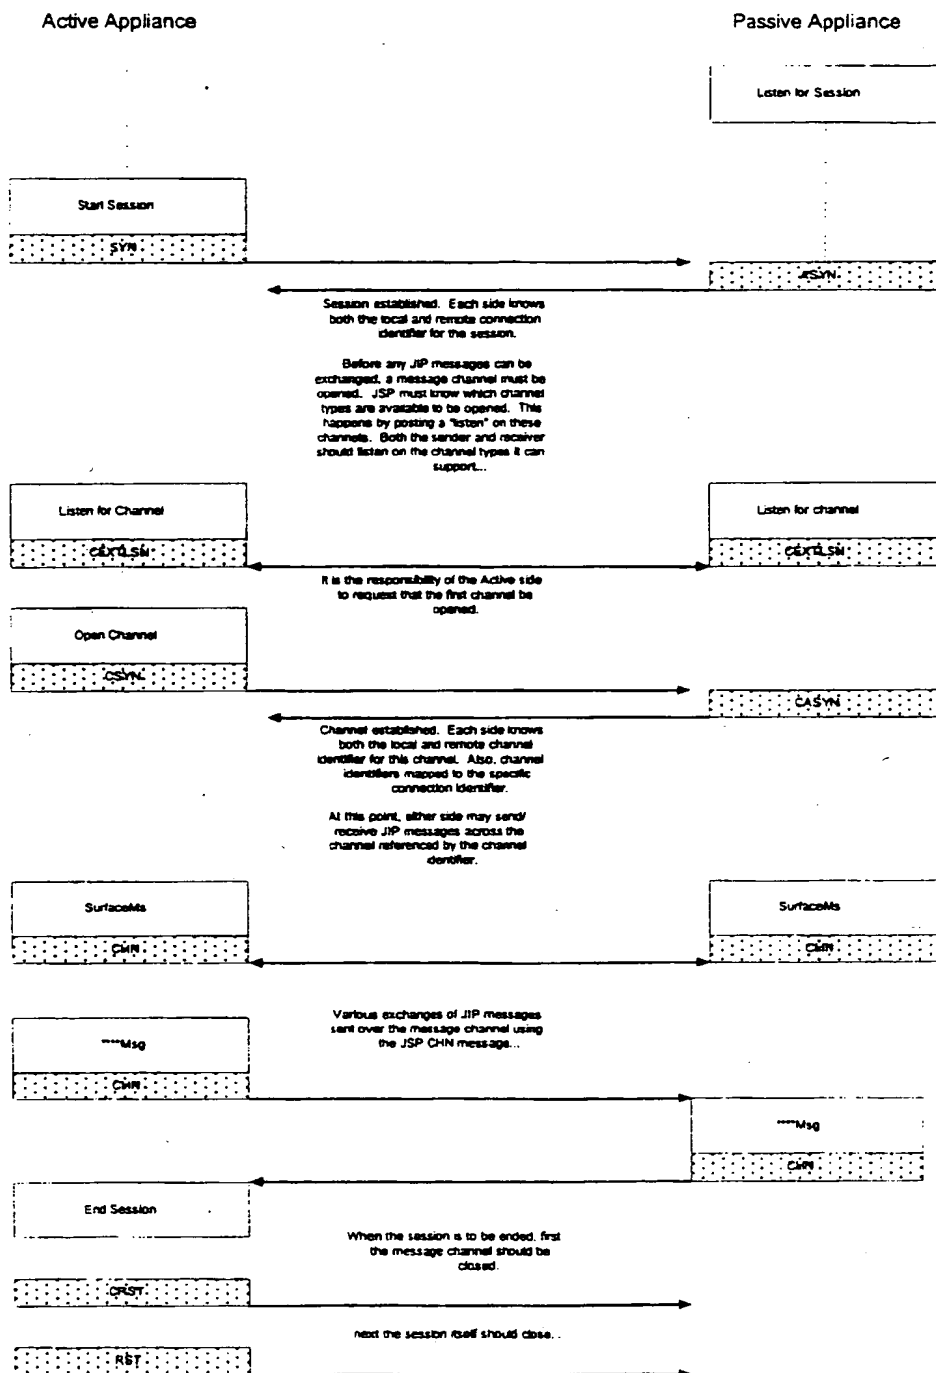 Active Appliance
Passive Appliance
Listen for Session
Start Session
SYN
ASYN
Session established. Each side knows
both the local and remote connection
identifier for the session.
Before any JIP messages can be
exchanged, a message channel must be
opened. JSP must know which channel
types are available to be opened. This
happens by posting a "listen" on these
channels. Both the sender and receiver
should listen on the channel types it can
support...
Listen for Channel
Listen for channel
CEXTLSN
CEXTLSN
It is the responsibility of the Active side
to request that the first channel be
opened.
Open Channel
CSYN
CASYN
Channel established. Each side knows
both the local and remote channel
identifier for this channel. Also, channel
identifiers mapped to the specific
connection identifier.
At this point, either side may send/
receive JIP messages across the
channel referenced by the channel
identifier.
SurfaceMs
SurfaceMs
CHN
CHN
Various exchanges of JIP messages
sent over the message channel using
the JSP CHN message...
****Msg
CHN
****Msg
CHN
End Session
When the session is to be ended, first
the message channel should be
closed.
CRST
next the session itself should close...
RST